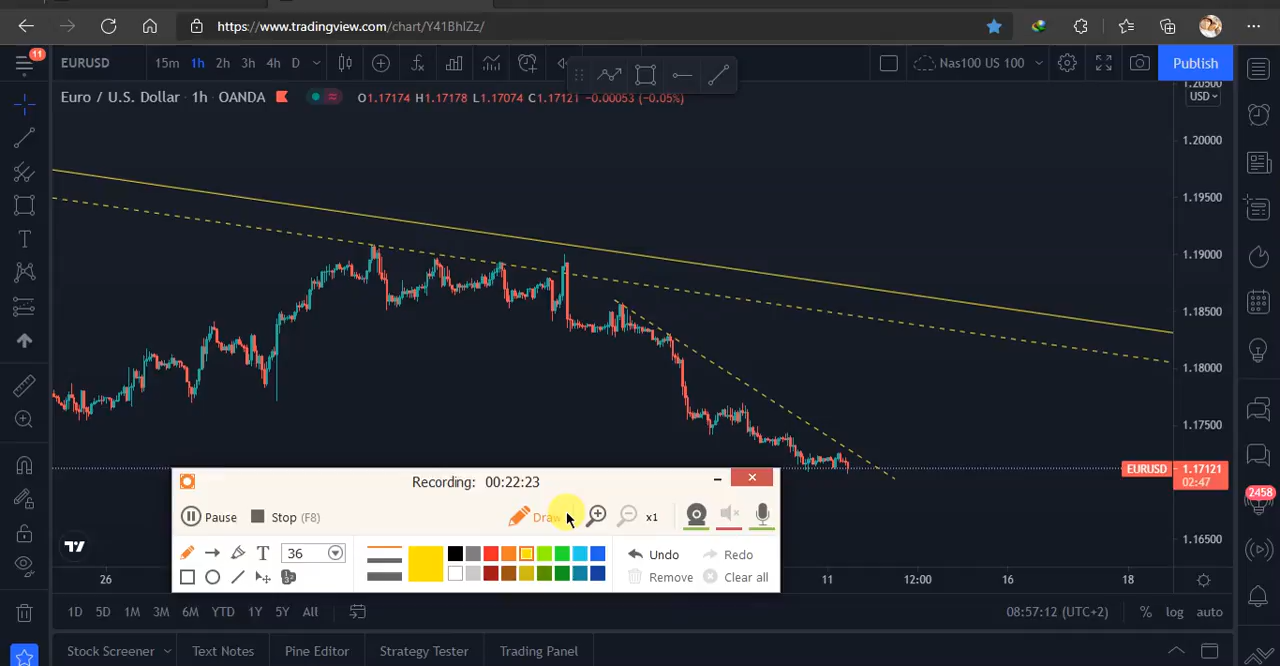 https://www.tradingview.com/chart/Y41BhIZz/
11
EURUSD 15m 1h 2h 3h 4h D Nas100 US 100 Publish
Euro / U.S. Dollar · 1h · OANDA O1.17174 H1.17178 L1.17074 C1.17121 −0.00053 (−0.05%)
1.20500
USD
1.20000
1.19500
1.19000
1.18500
1.18000
1.17500
EURUSD 1.17121
02:47
1.16500
2458
Recording: 00:22:23
Pause Stop (F8) Draw x1
T 36 Undo Redo
Remove Clear all
26 11 12:00 16 18
1D 5D 1M 3M 6M YTD 1Y 5Y All 08:57:12 (UTC+2) % log auto
Stock Screener Text Notes Pine Editor Strategy Tester Trading Panel